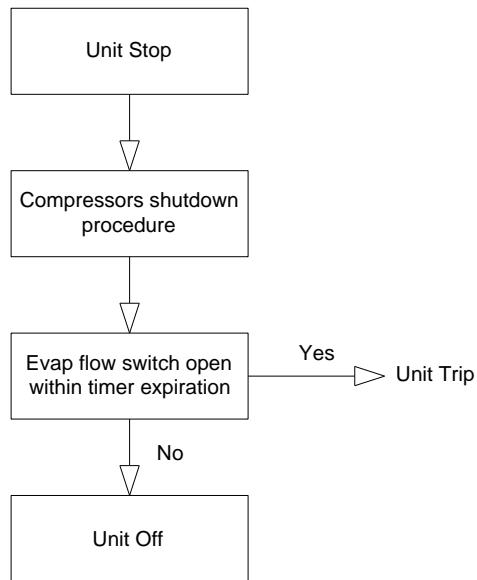 Unit Stop
Compressors shutdown
procedure
Evap flow switch open
within timer expiration
Yes
Unit Trip
No
Unit Off